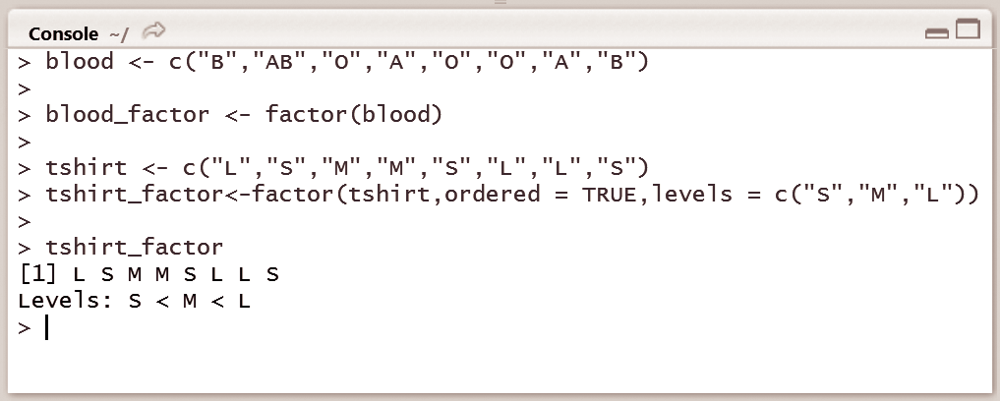 Console ~/
> blood <- c("B","AB","O","A","O","O","A","B")
>
> blood_factor <- factor(blood)
>
> tshirt <- c("L","S","M","M","S","L","L","S")
> tshirt_factor<-factor(tshirt,ordered = TRUE,levels = c("S","M","L"))
>
> tshirt_factor
[1] L S M M S L L S
Levels: S < M < L
>